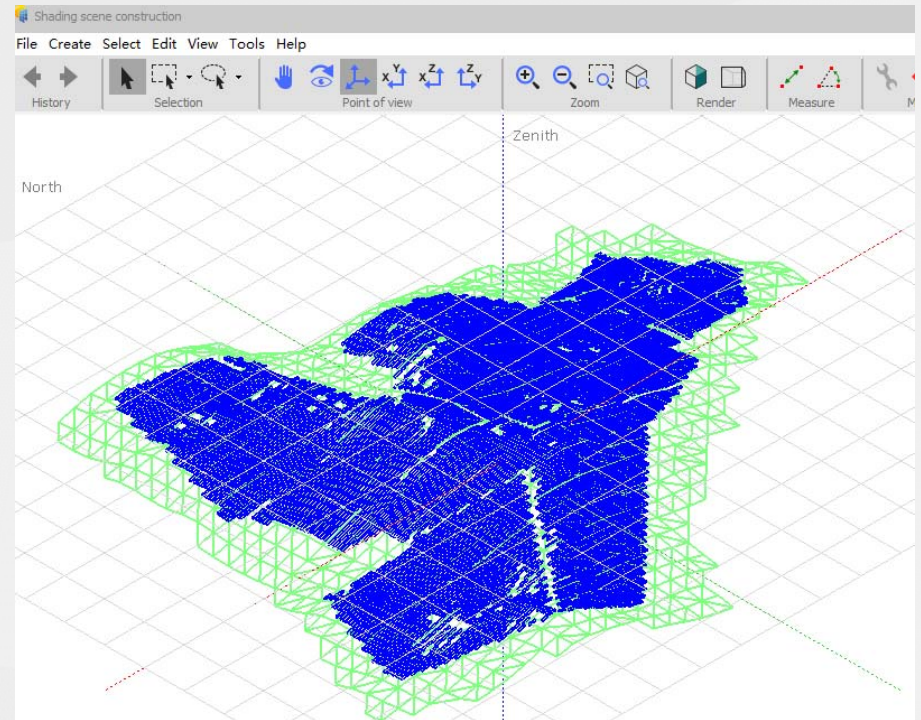 Shading scene construction
File Create Select Edit View Tools Help
X Y Z X Z Y
History Selection Point of view Zoom Render Measure M
Zenith
North